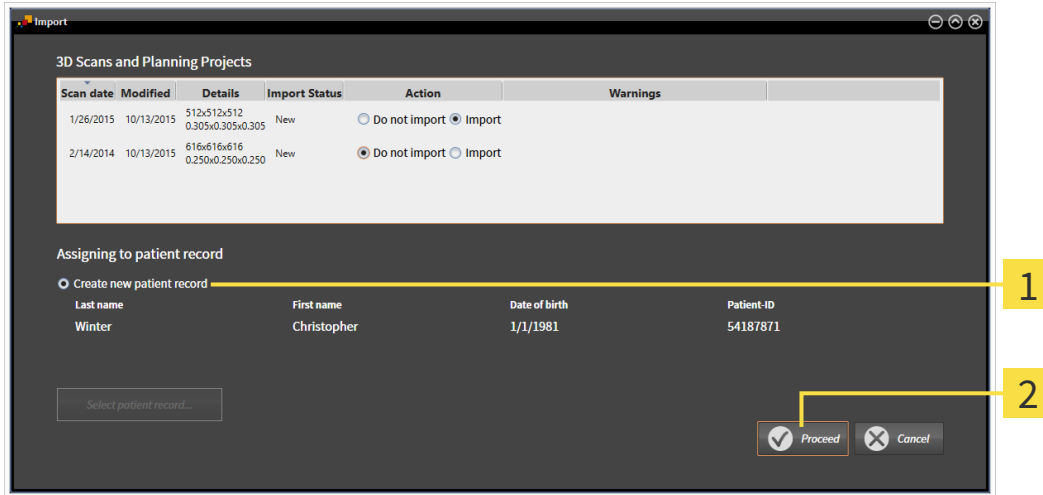 Import
3D Scans and Planning Projects
Scan date Modified Details Import Status Action Warnings
1/26/2015 10/13/2015 512x512x512 New Do not import Import
0.305x0.305x0.305
2/14/2014 10/13/2015 616x616x616 New Do not import Import
0.250x0.250x0.250
Assigning to patient record
Create new patient record
1
Last name First name Date of birth Patient-ID
Winter Christopher 1/1/1981 54187871
Select patient record...
2
Proceed Cancel